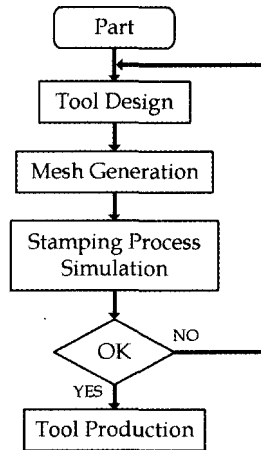 Part
Tool Design
Mesh Generation
Stamping Process
Simulation
OK
NO
YES
Tool Production